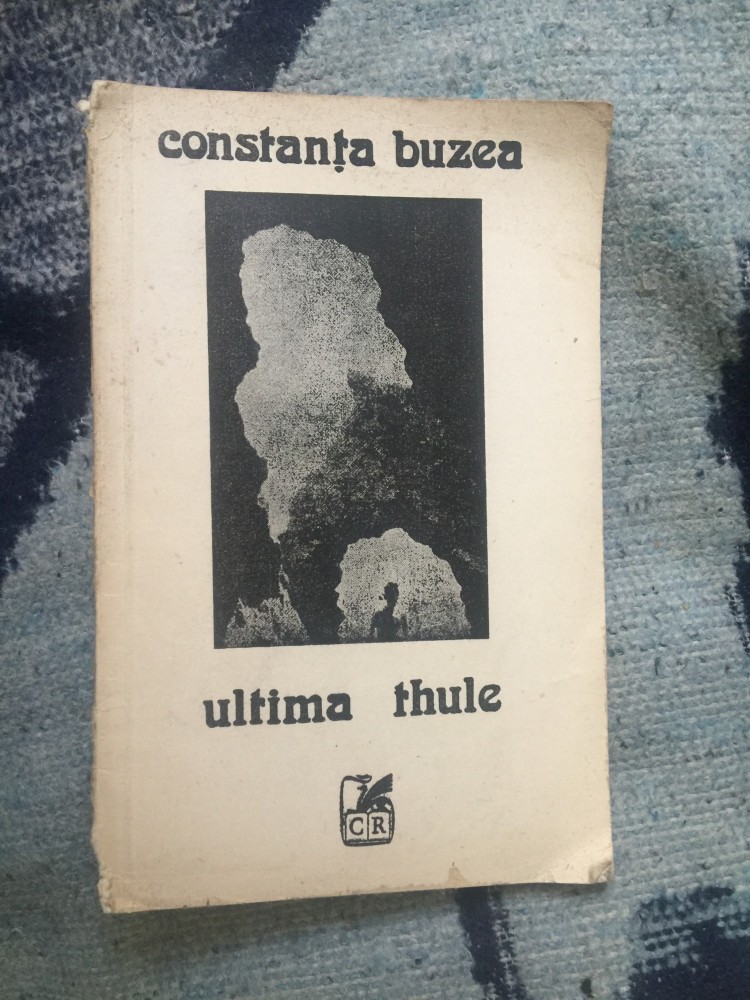 constanța buzea
ultima thule
CR